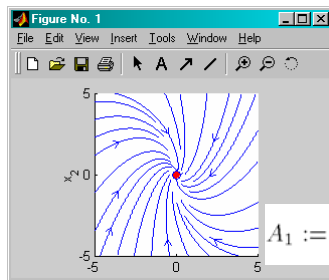 Figure No. 1
File Edit View Insert Tools Window Help
A
5
x2
0
-5
-5 0 5
A₁ :=